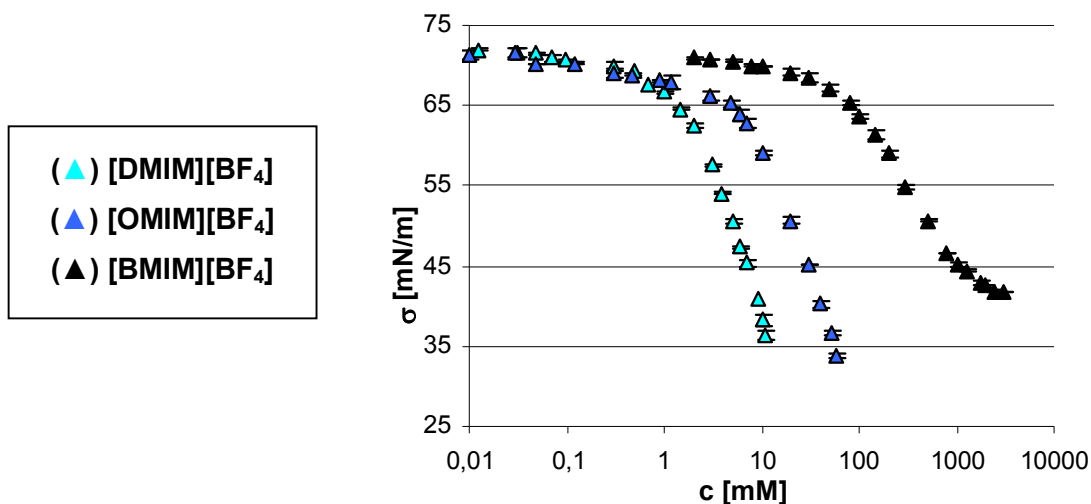 (▲) [DMIM][BF₄]
(▲) [OMIM][BF₄]
(▲) [BMIM][BF₄]
σ [mN/m]
75
65
55
45
35
25
0,01 0,1 1 10 100 1000 10000
c [mM]